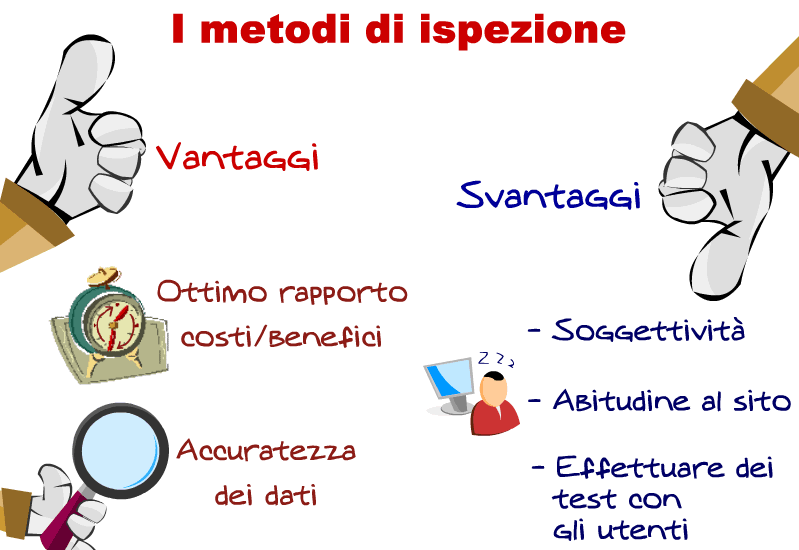 I metodi di ispezione
Vantaggi
Ottimo rapporto
costi/Benefici
Accuratezza
dei dati
Svantaggi
- Soggettività
zzz
- Abitudine al sito
- Effettuare dei
test con
gli utenti